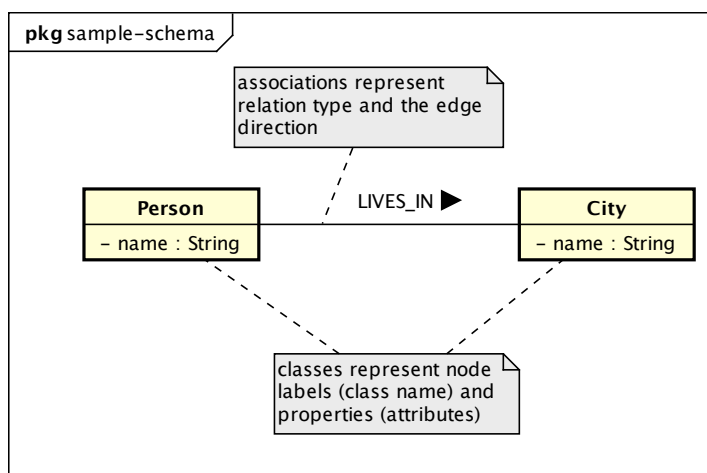 pkg sample-schema
associations represent
relation type and the edge
direction
LIVES_IN
Person
– name : String
City
– name : String
classes represent node
labels (class name) and
properties (attributes)